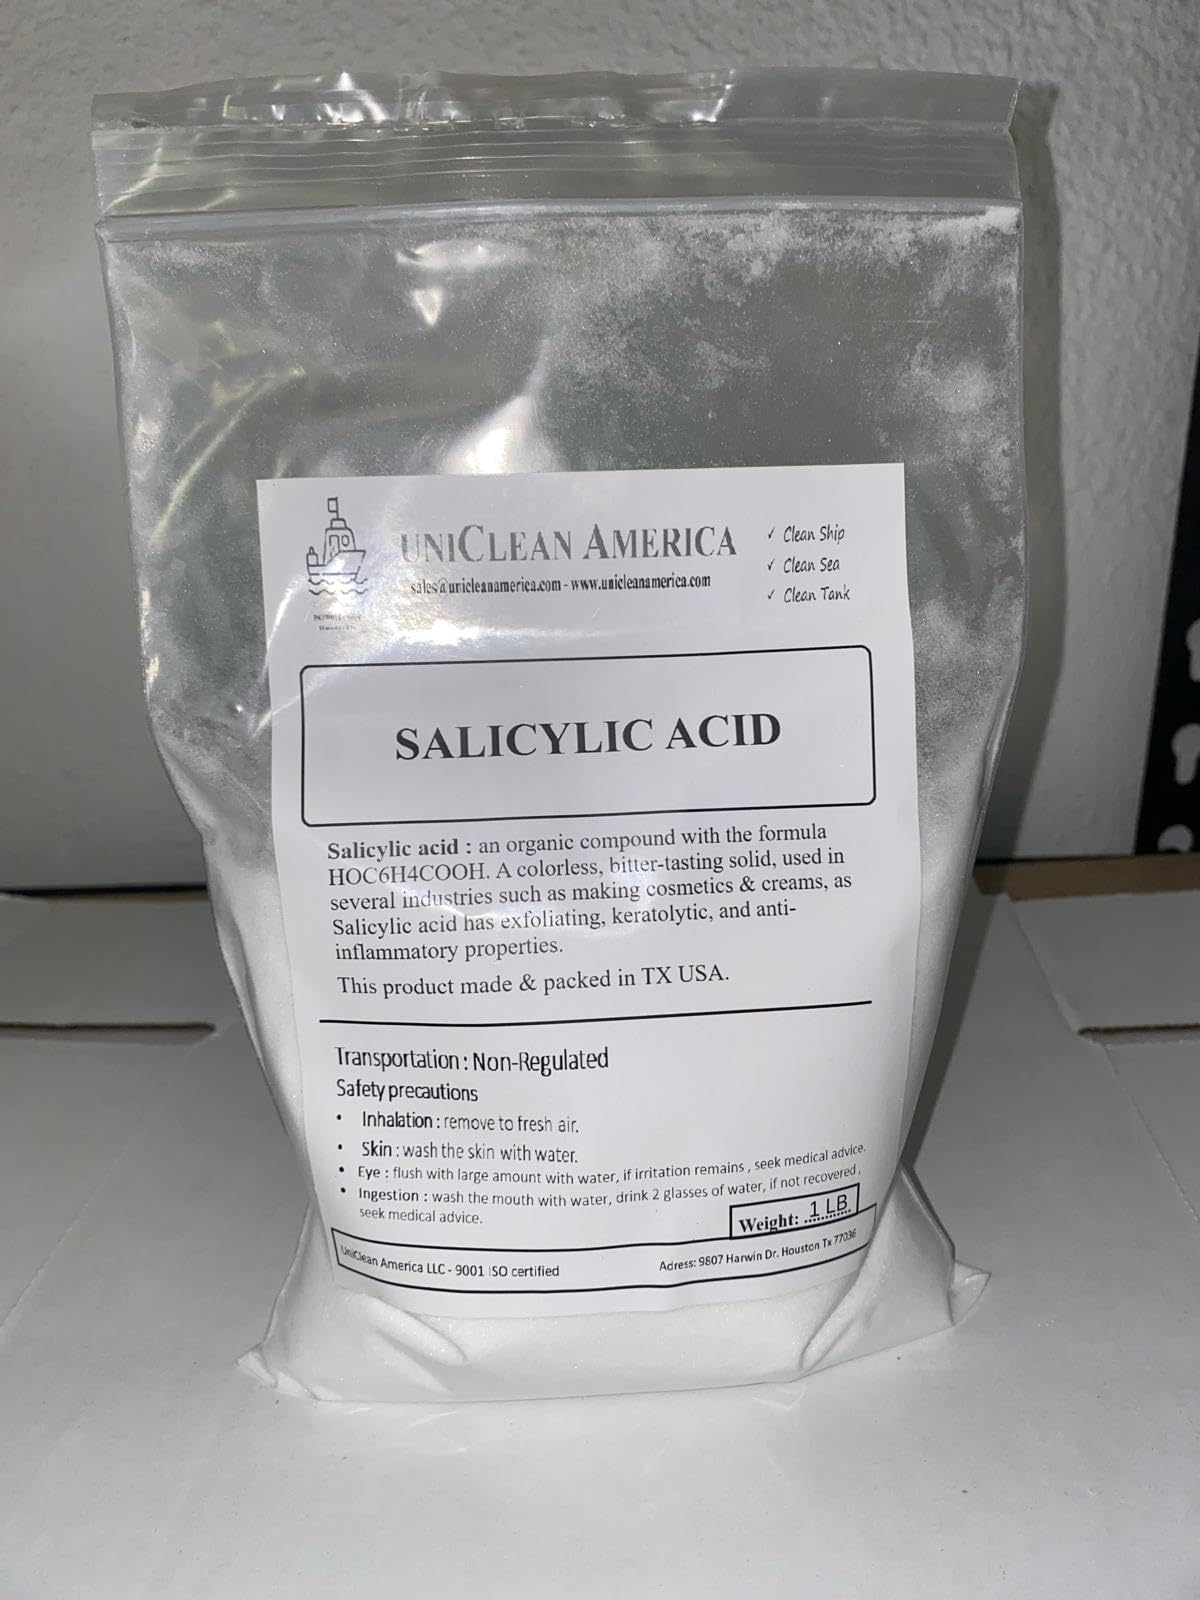 UNICLEAN AMERICA
sales@unicleanamerica.com - www.unicleanamerica.com
✓ Clean Ship
✓ Clean Sea
✓ Clean Tank
SALICYLIC ACID
Salicylic acid : an organic compound with the formula
HOC6H4COOH. A colorless, bitter-tasting solid, used in
several industries such as making cosmetics & creams, as
Salicylic acid has exfoliating, keratolytic, and anti-
inflammatory properties.
This product made & packed in TX USA.
Transportation : Non-Regulated
Safety precautions
• Inhalation : remove to fresh air.
• Skin : wash the skin with water.
• Eye : flush with large amount with water, if irritation remains , seek medical advice.
• Ingestion : wash the mouth with water, drink 2 glasses of water, if not recovered ,
seek medical advice.
Weight: 1 LB
UniClean America LLC - 9001 ISO certified
Adress: 9807 Harwin Dr. Houston Tx 77036